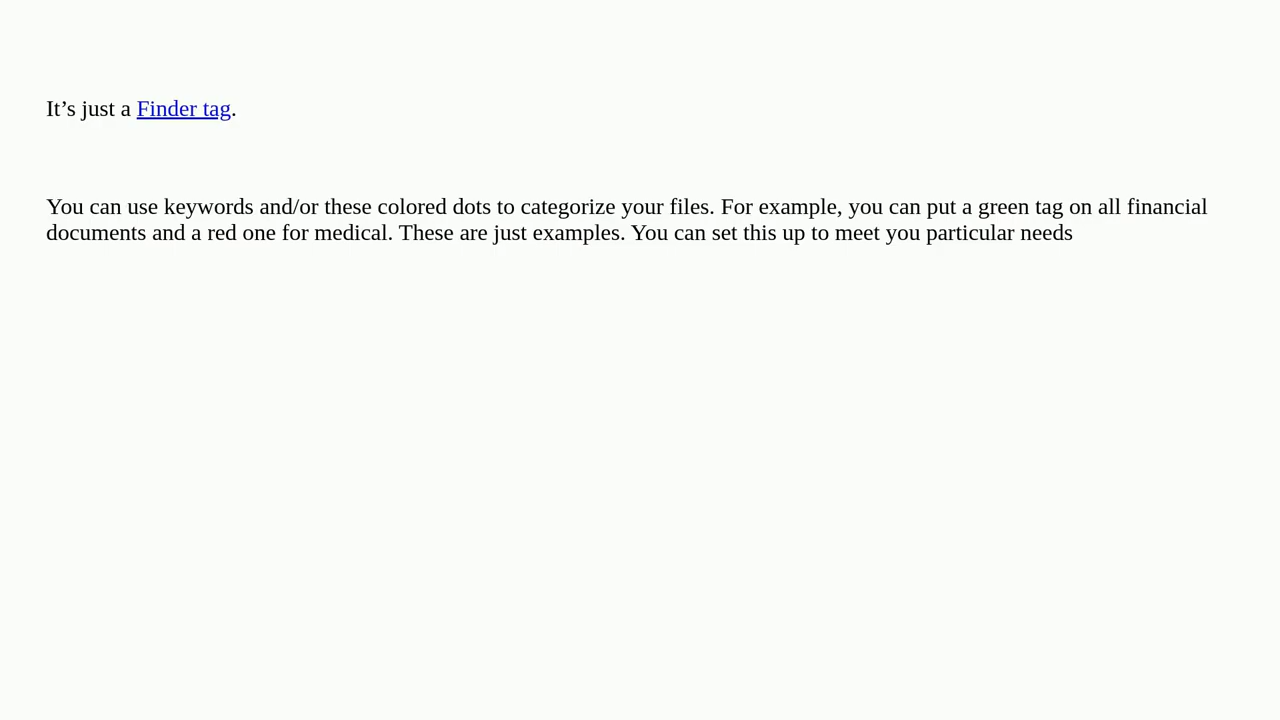 It’s just a Finder tag.
You can use keywords and/or these colored dots to categorize your files. For example, you can put a green tag on all financial
documents and a red one for medical. These are just examples. You can set this up to meet you particular needs